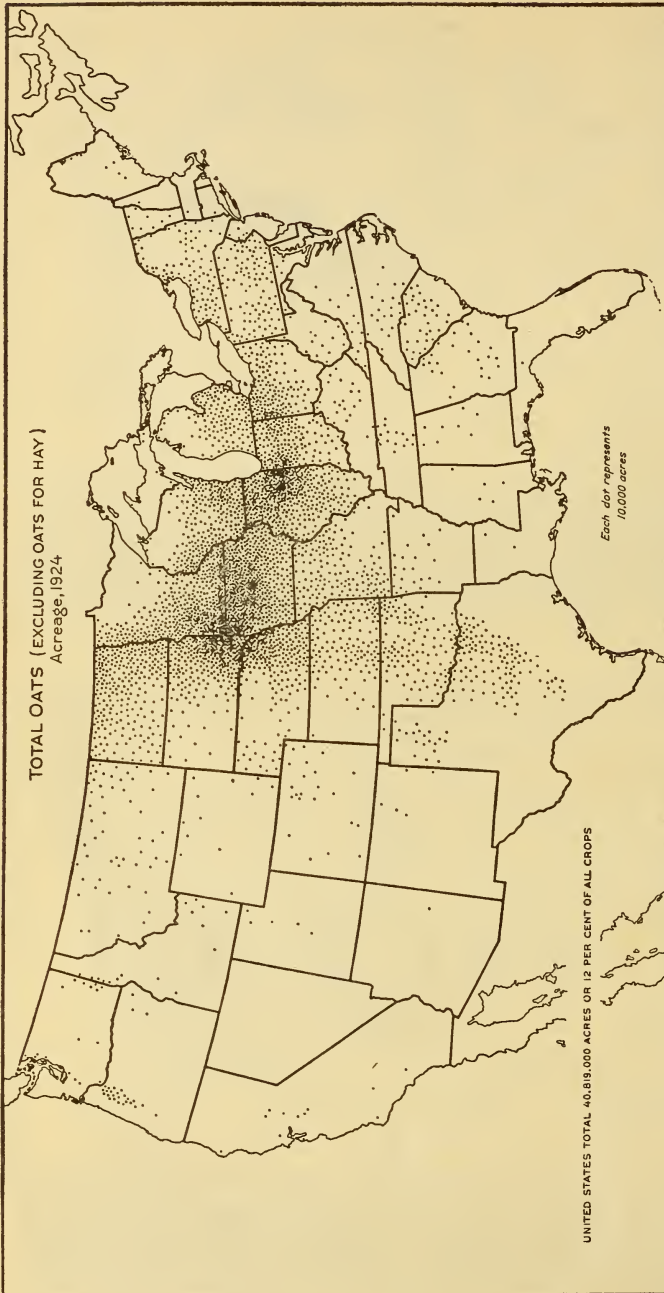 TOTAL OATS (EXCLUDING OATS FOR HAY)
Acreage, 1924
Each dot represents
10,000 acres
UNITED STATES TOTAL 40,819,000 ACRES OR 12 PER CENT OF ALL CROPS